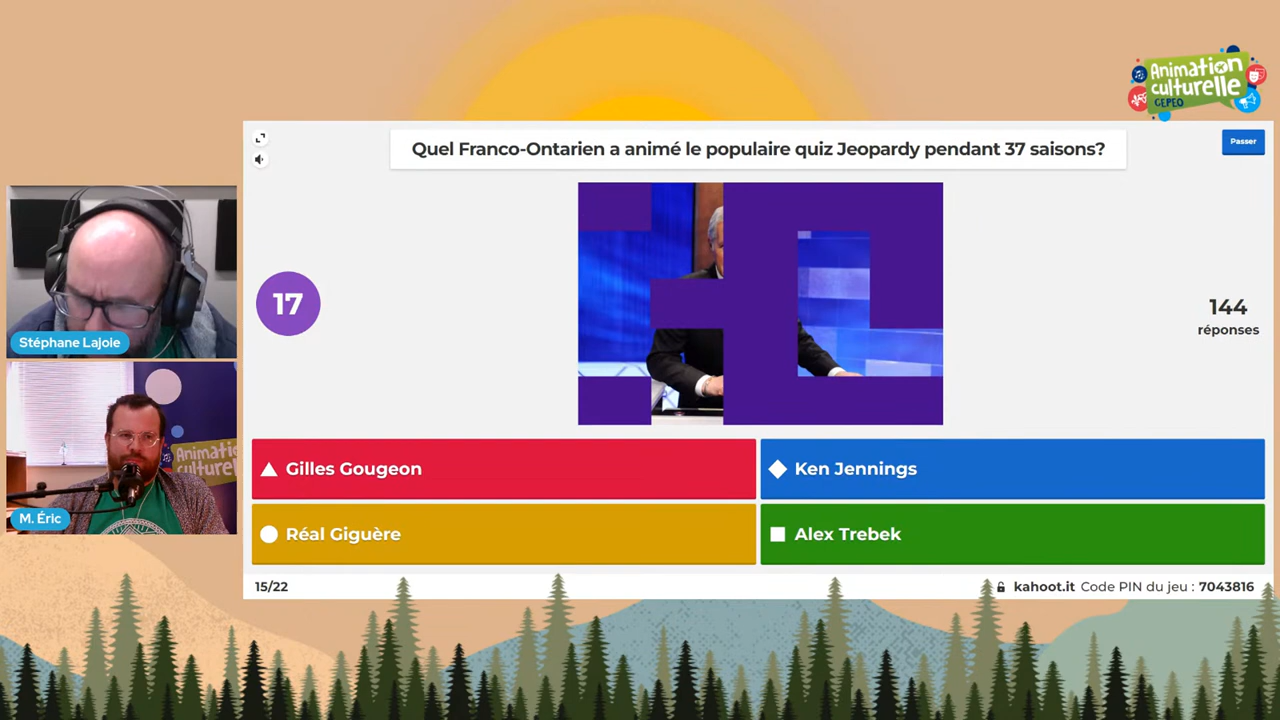 Animation
culturelle
CEPEO
Quel Franco-Ontarien a animé le populaire quiz Jeopardy pendant 37 saisons?
Passer
17
144
réponses
Stéphane Lajoie
Animation
culturelle
M. Éric
Gilles Gougeon
Ken Jennings
Réal Giguère
Alex Trebek
15/22
kahoot.it Code PIN du jeu : 7043816